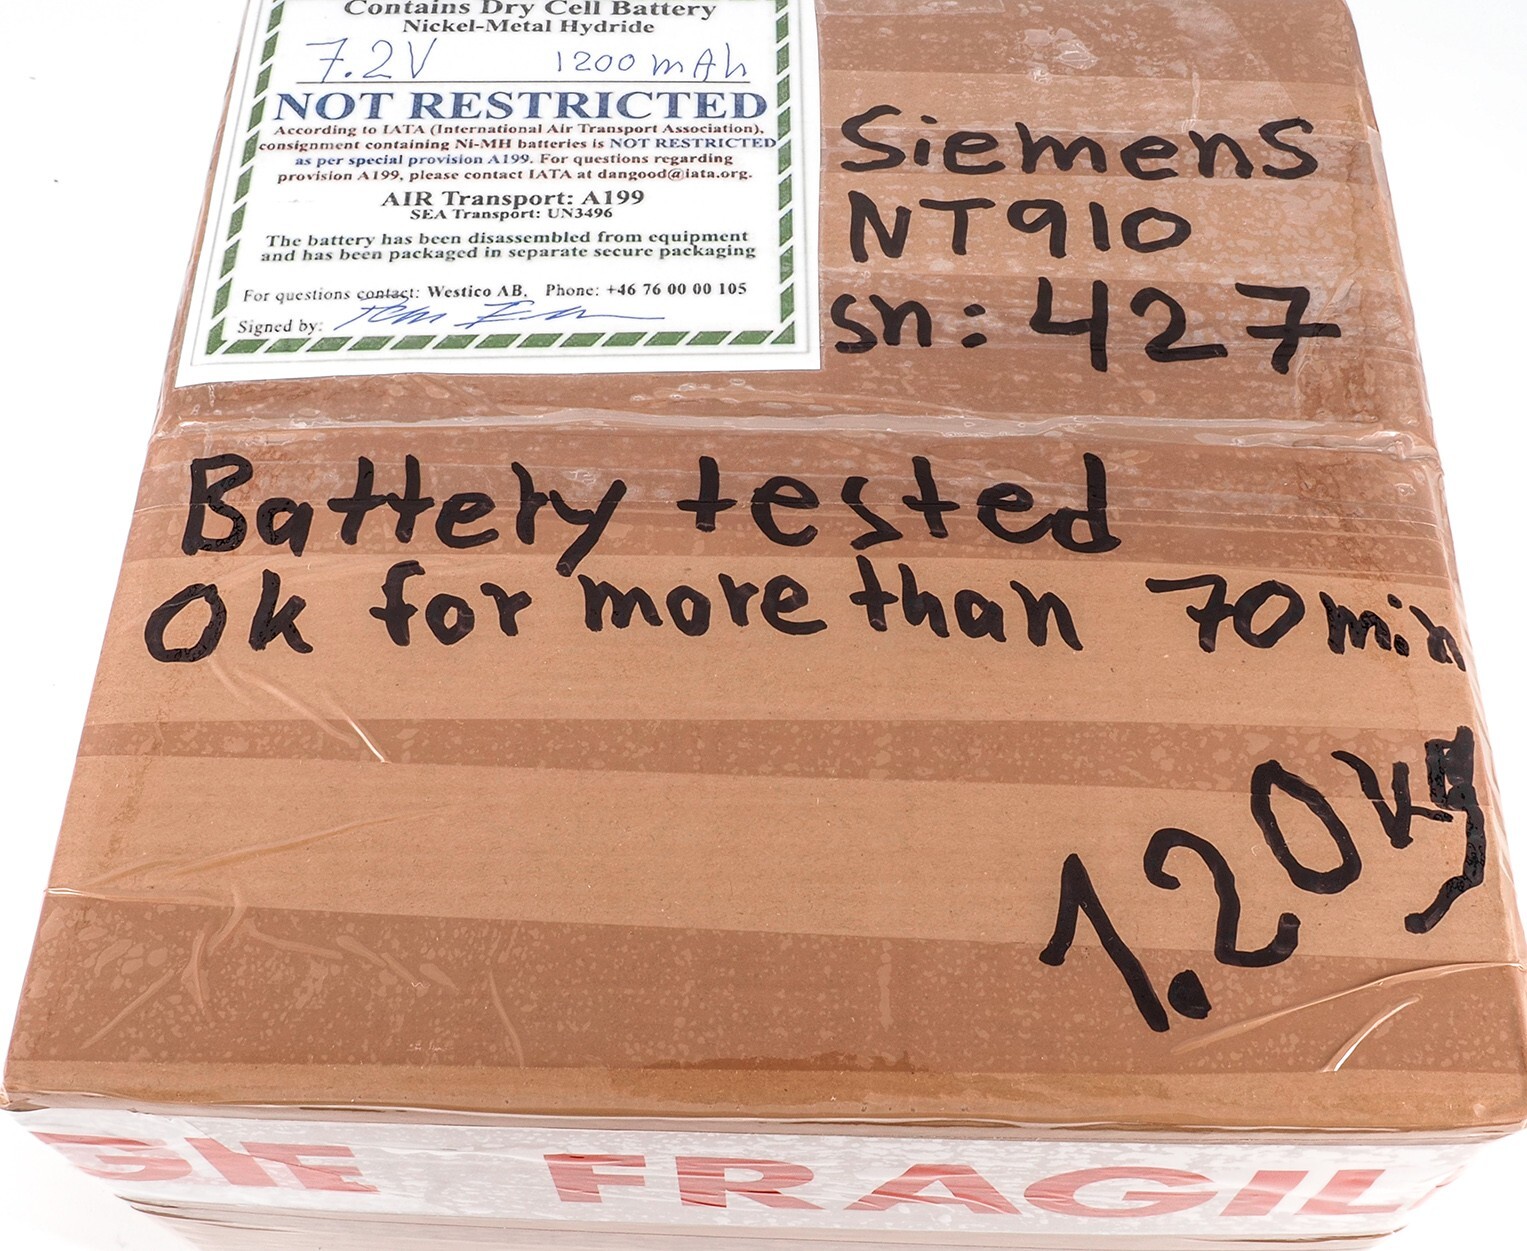 Contains Dry Cell Battery
Nickel-Metal Hydride
7.2V 1200 mAh
NOT RESTRICTED
According to IATA (International Air Transport Association),
consignment containing Ni-MH batteries is NOT RESTRICTED
as per special provision A199. For questions regarding
provision A199, please contact IATA at dangood@iata.org.
AIR Transport: A199
SEA Transport: UN3496
The battery has been disassembled from equipment
and has been packaged in separate secure packaging
For questions contact: Westico AB, Phone: +46 76 00 00 105
Signed by:
Siemens
NT910
sn: 427
Battery tested
Ok for more than 70 min
1.20 kg
FRAGIL